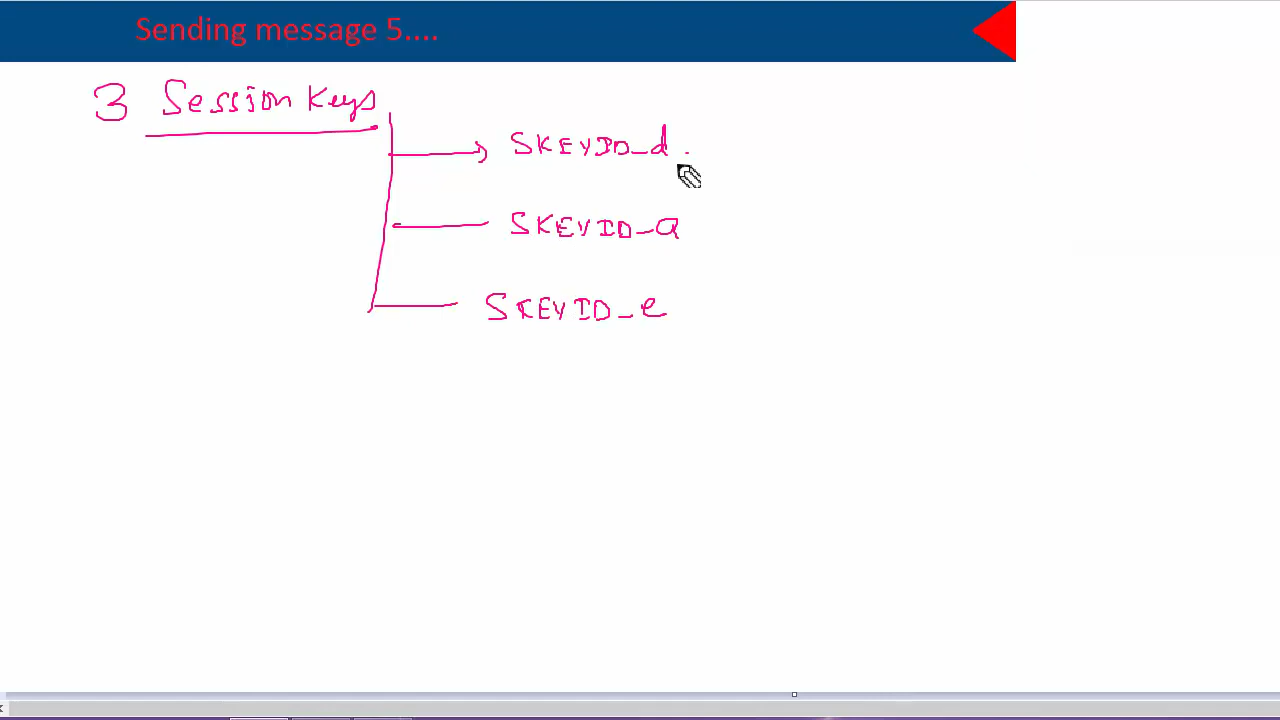 Sending message 5....
3 Session Keys
SKEYID_d
SKEYID_a
SKEYID_e